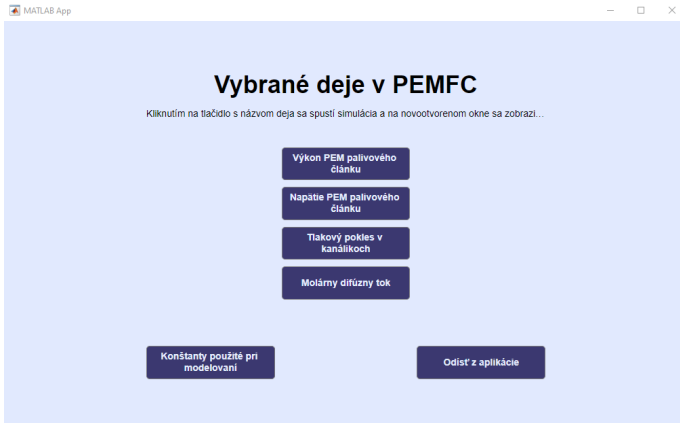 MATLAB App
Vybrané deje v PEMFC
Kliknutím na tlačidlo s názvom deja sa spustí simulácia a na novootvorenom okne sa zobrazi...
Výkon PEM palivového
článku
Napätie PEM palivového
článku
Tlakový pokles v
kanálikoch
Molárny difúzny tok
Konštanty použité pri
modelovaní
Odísť z aplikácie